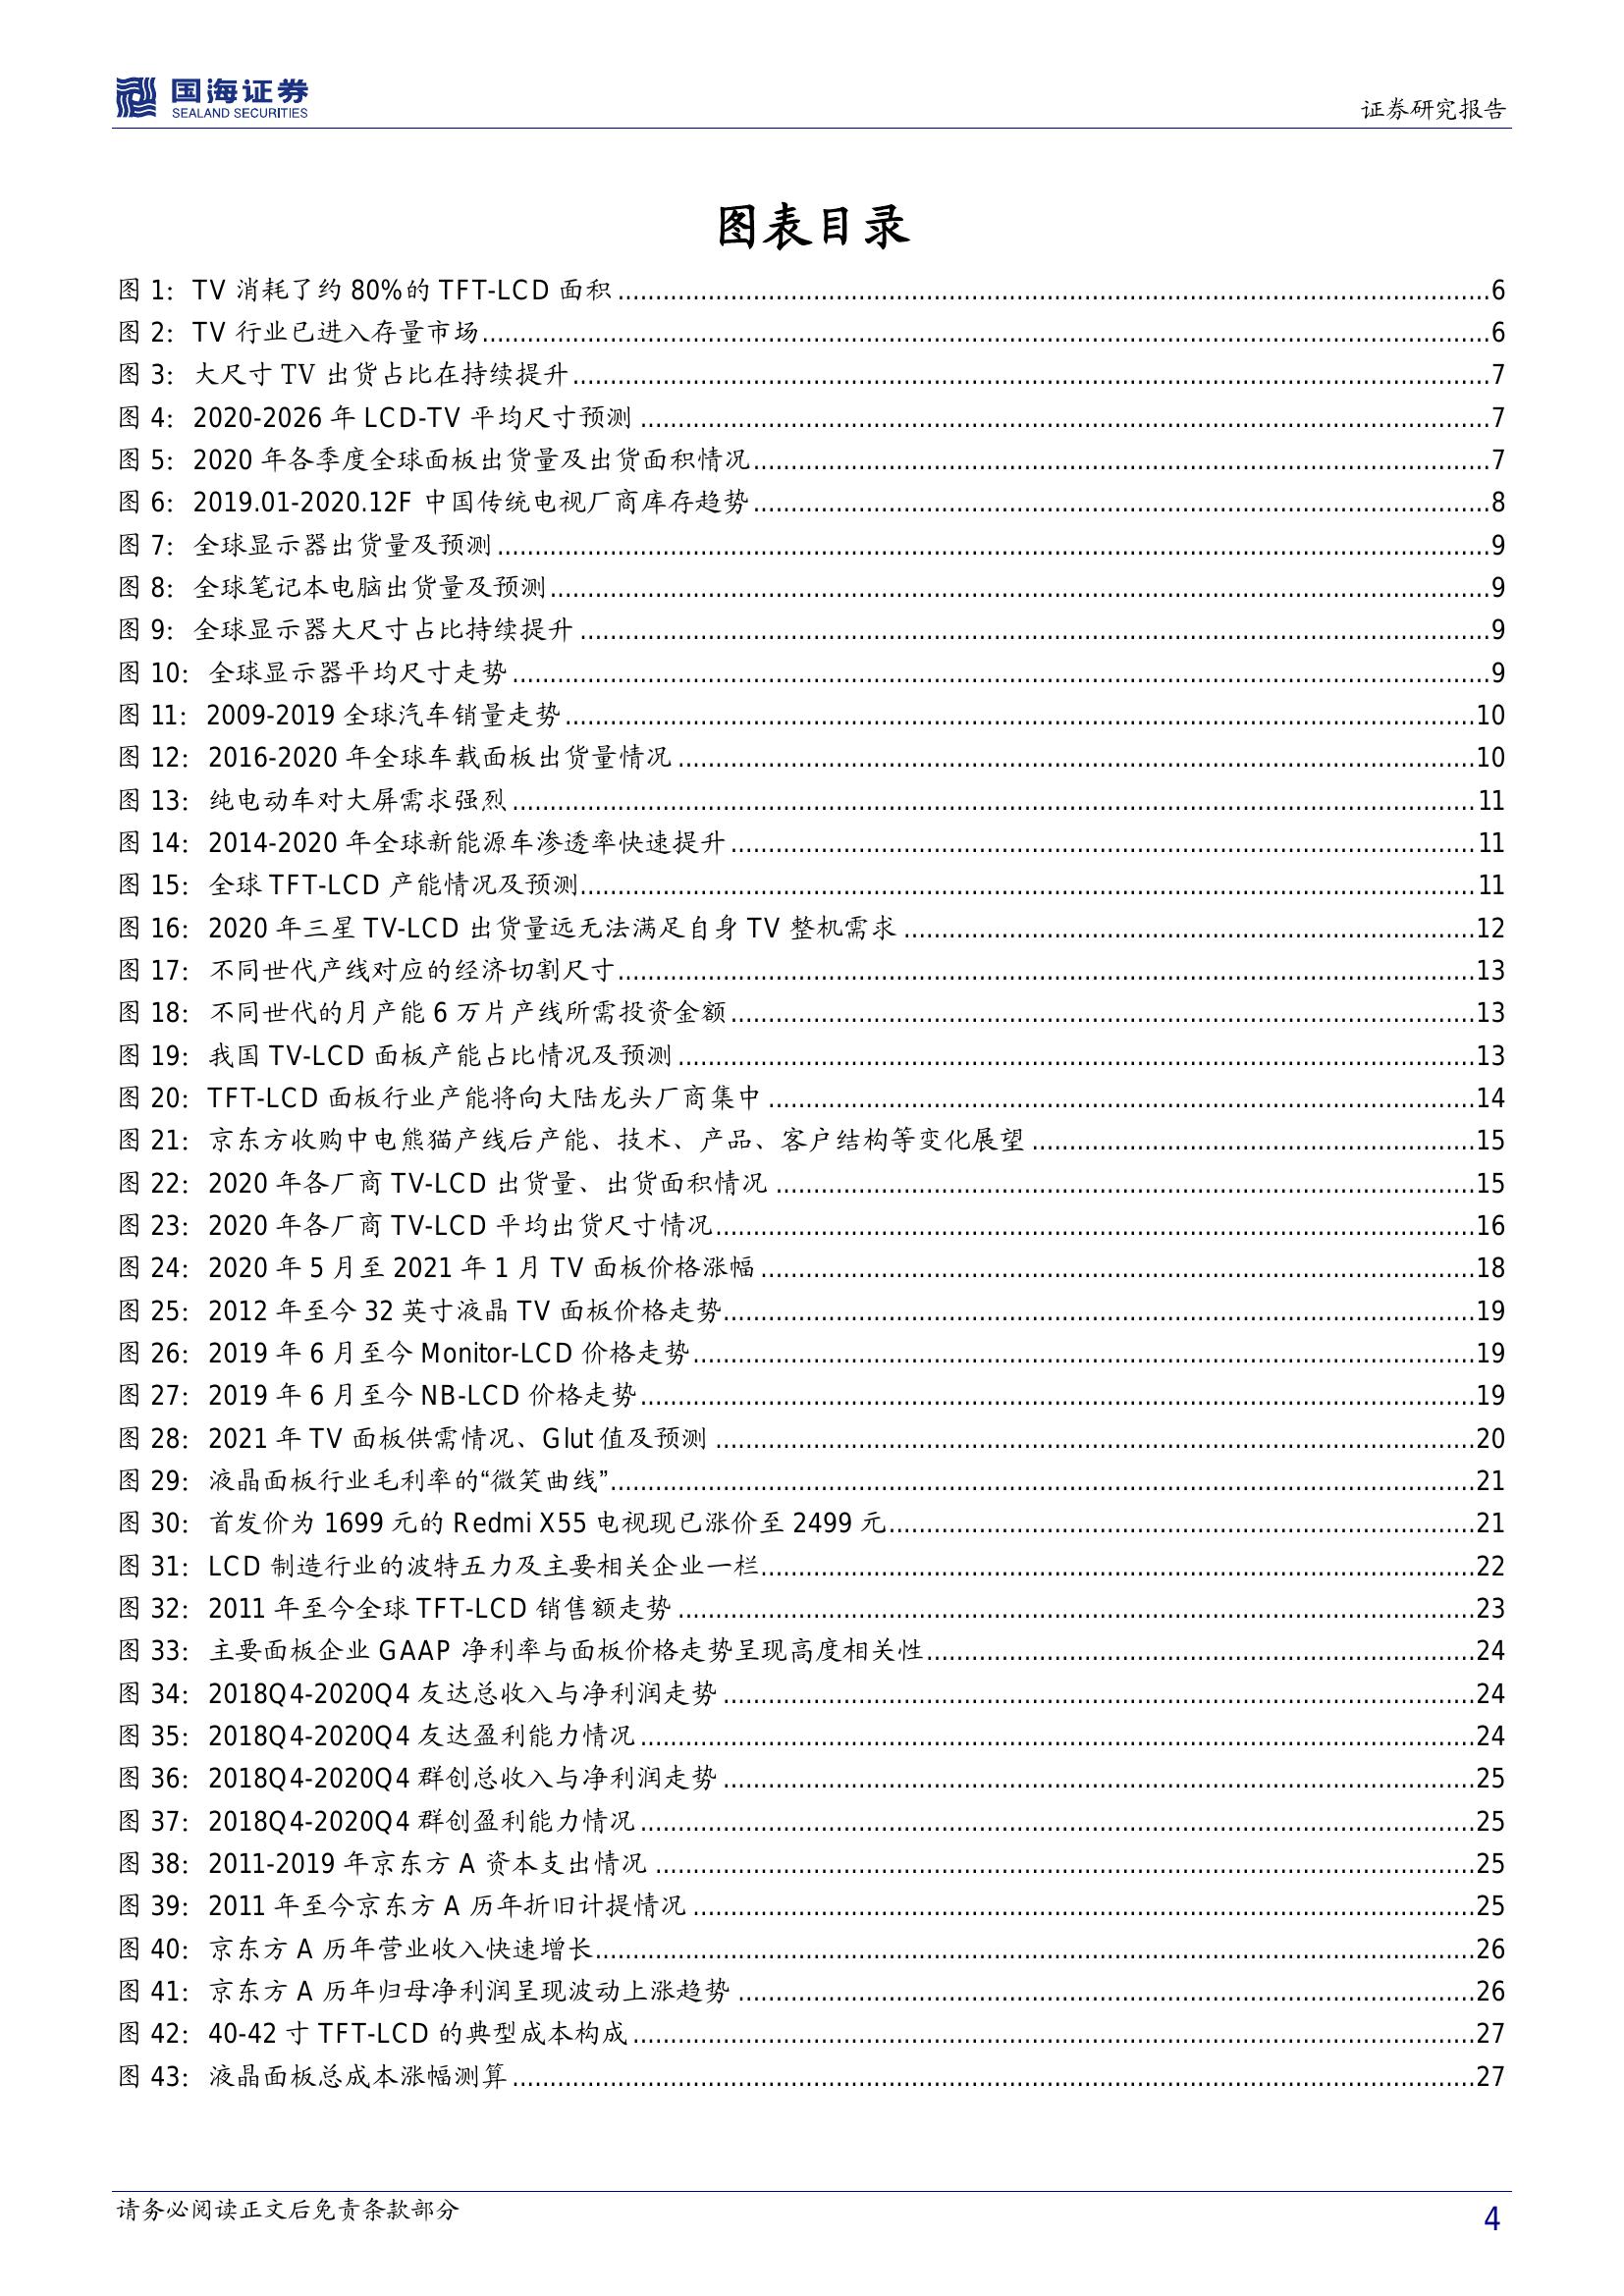 国海证券
SEALAND SECURITIES
证券研究报告
图表目录
图 1: TV 消耗了约 80%的 TFT-LCD 面积 6
图 2: TV 行业已进入存量市场 6
图 3: 大尺寸 TV 出货占比在持续提升 7
图 4: 2020-2026 年 LCD-TV 平均尺寸预测 7
图 5: 2020 年各季度全球面板出货量及出货面积情况 7
图 6: 2019.01-2020.12F 中国传统电视厂商库存趋势 8
图 7: 全球显示器出货量及预测 9
图 8: 全球笔记本电脑出货量及预测 9
图 9: 全球显示器大尺寸占比持续提升 9
图 10: 全球显示器平均尺寸走势 9
图 11: 2009-2019 全球汽车销量走势 10
图 12: 2016-2020 年全球车载面板出货量情况 10
图 13: 纯电动车对大屏需求强烈 11
图 14: 2014-2020 年全球新能源车渗透率快速提升 11
图 15: 全球 TFT-LCD 产能情况及预测 11
图 16: 2020 年三星 TV-LCD 出货量远无法满足自身 TV 整机需求 12
图 17: 不同世代产线对应的经济切割尺寸 13
图 18: 不同世代的月产能 6 万片产线所需投资金额 13
图 19: 我国 TV-LCD 面板产能占比情况及预测 13
图 20: TFT-LCD 面板行业产能将向大陆龙头厂商集中 14
图 21: 京东方收购中电熊猫产线后产能、技术、产品、客户结构等变化展望 15
图 22: 2020 年各厂商 TV-LCD 出货量、出货面积情况 15
图 23: 2020 年各厂商 TV-LCD 平均出货尺寸情况 16
图 24: 2020 年 5 月至 2021 年 1 月 TV 面板价格涨幅 18
图 25: 2012 年至今 32 英寸液晶 TV 面板价格走势 19
图 26: 2019 年 6 月至今 Monitor-LCD 价格走势 19
图 27: 2019 年 6 月至今 NB-LCD 价格走势 19
图 28: 2021 年 TV 面板供需情况、Glut 值及预测 20
图 29: 液晶面板行业毛利率的“微笑曲线” 21
图 30: 首发价为 1699 元的 Redmi X55 电视现已涨价至 2499 元 21
图 31: LCD 制造行业的波特五力及主要相关企业一栏 22
图 32: 2011 年至今全球 TFT-LCD 销售额走势 23
图 33: 主要面板企业 GAAP 净利率与面板价格走势呈现高度相关性 24
图 34: 2018Q4-2020Q4 友达总收入与净利润走势 24
图 35: 2018Q4-2020Q4 友达盈利能力情况 24
图 36: 2018Q4-2020Q4 群创总收入与净利润走势 25
图 37: 2018Q4-2020Q4 群创盈利能力情况 25
图 38: 2011-2019 年京东方 A 资本支出情况 25
图 39: 2011 年至今京东方 A 历年折旧计提情况 25
图 40: 京东方 A 历年营业收入快速增长 26
图 41: 京东方 A 历年归母净利润呈现波动上涨趋势 26
图 42: 40-42 寸 TFT-LCD 的典型成本构成 27
图 43: 液晶面板总成本涨幅测算 27
请务必阅读正文后免责条款部分
4